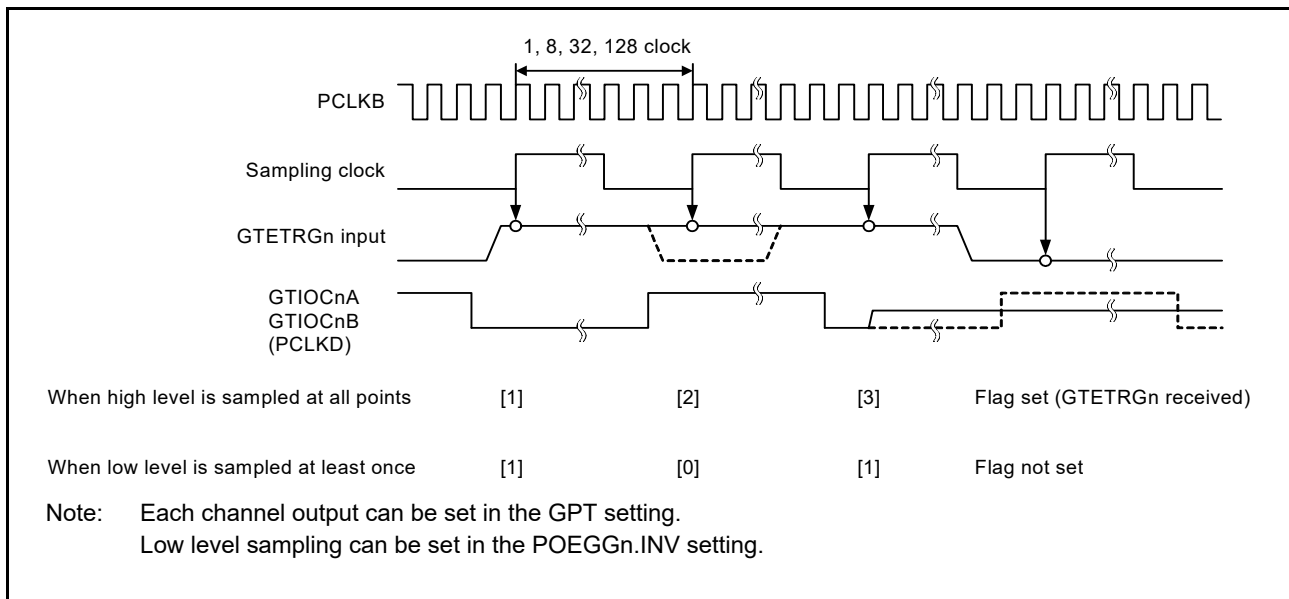 1, 8, 32, 128 clock
PCLKB
Sampling clock
GTETRGn input
GTIOCnA
GTIOCnB
(PCLKD)
When high level is sampled at all points [1] [2] [3] Flag set (GTETRGn received)
When low level is sampled at least once [1] [0] [1] Flag not set
Note: Each channel output can be set in the GPT setting.
Low level sampling can be set in the POEGGn.INV setting.